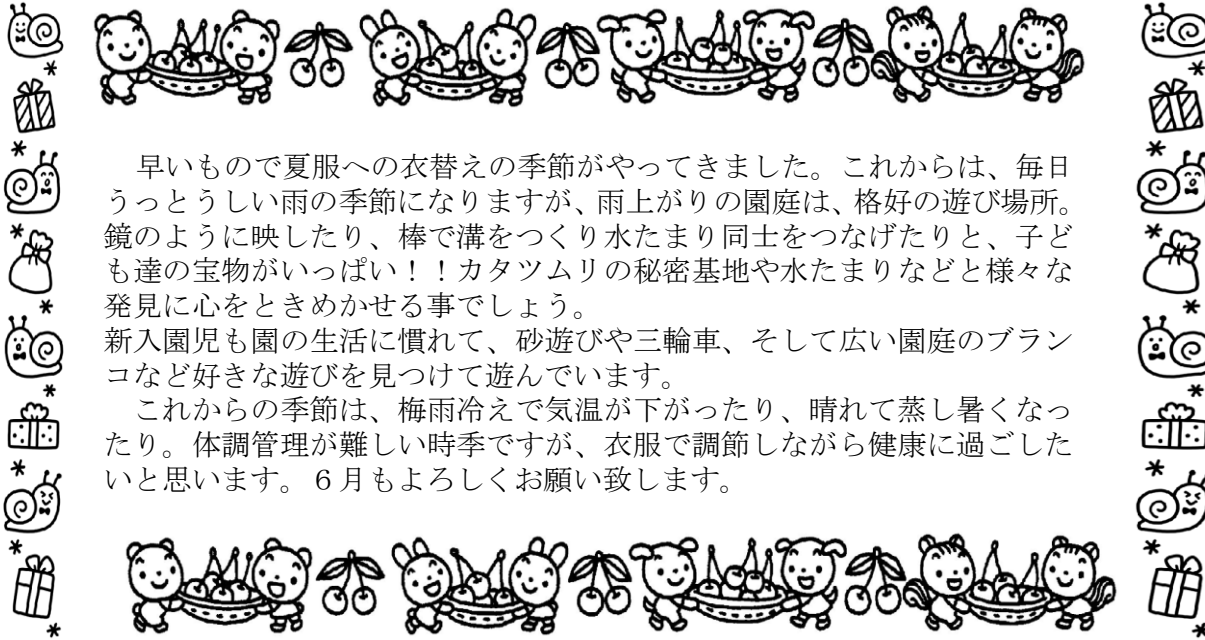 早いもので夏服への衣替えの季節がやってきました。これからは、毎日
うっとうしい雨の季節になりますが、雨上がりの園庭は、格好の遊び場所。
鏡のように映したり、棒で溝をつくり水たまり同士をつなげたりと、子ど
も達の宝物がいっぱい！！カタツムリの秘密基地や水たまりなどと様々な
発見に心をときめかせる事でしょう。
新入園児も園の生活に慣れて、砂遊びや三輪車、そして広い園庭のブラン
コなど好きな遊びを見つけて遊んでいます。
　これからの季節は、梅雨冷えで気温が下がったり、晴れて蒸し暑くなっ
たり。体調管理が難しい時季ですが、衣服で調節しながら健康に過ごした
いと思います。６月もよろしくお願い致します。